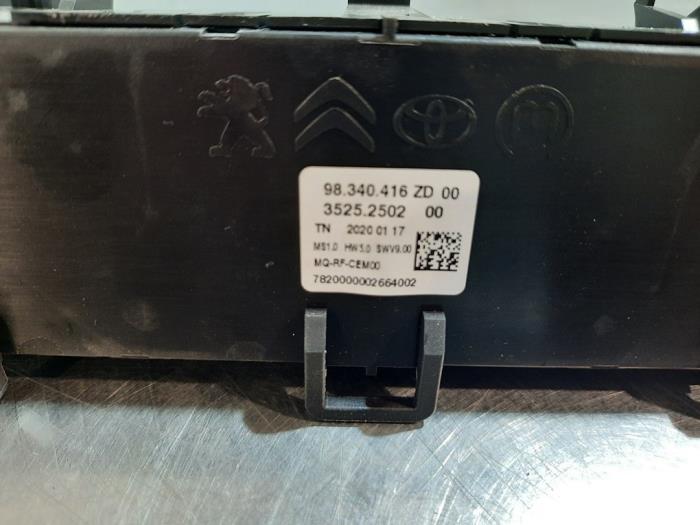 98.340.416 ZD 00
3525.2502 00
TN 2020 01 17
MS1.0 HW5.0 SWV9.00
MQ-RF-CEM00
7820000002664002